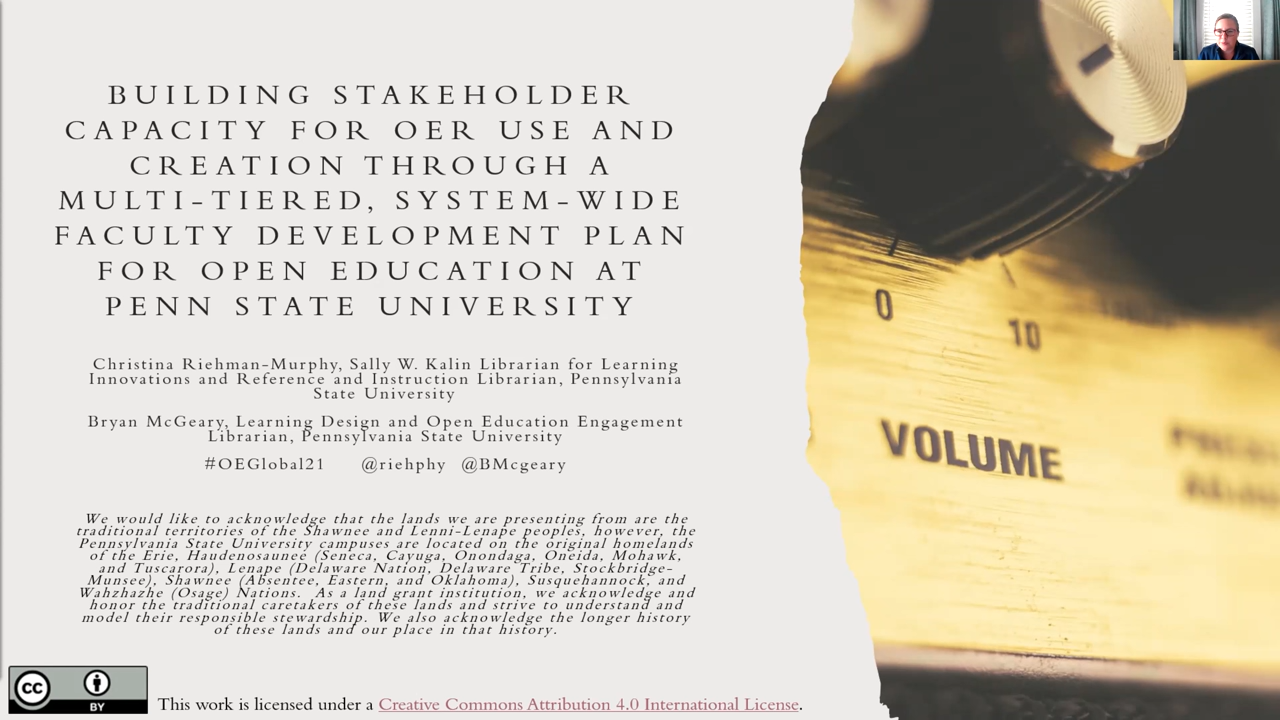 BUILDING STAKEHOLDER
CAPACITY FOR OER USE AND
CREATION THROUGH A
MULTI-TIERED, SYSTEM-WIDE
FACULTY DEVELOPMENT PLAN
FOR OPEN EDUCATION AT
PENN STATE UNIVERSITY
Christina Riehman-Murphy, Sally W. Kalin Librarian for Learning
Innovations and Reference and Instruction Librarian, Pennsylvania
State University
Bryan McGeary, Learning Design and Open Education Engagement
Librarian, Pennsylvania State University
#OEGlobal21 @riehphy @BMcgeary
We would like to acknowledge that the lands we are presenting from are the
traditional territories of the Shawnee and Lenni-Lenape peoples, however, the
Pennsylvania State University campuses are located on the original homelands
of the Erie, Haudenosaunee (Seneca, Cayuga, Onondaga, Oneida, Mohawk,
and Tuscarora), Lenape (Delaware Nation, Delaware Tribe, Stockbridge-
Munsee), Shawnee (Absentee, Eastern, and Oklahoma), Susquehannock, and
Wahzhazhe (Osage) Nations. As a land grant institution, we acknowledge and
honor the traditional caretakers of these lands and strive to understand and
model their responsible stewardship. We also acknowledge the longer history
of these lands and our place in that history.
cc BY
This work is licensed under a Creative Commons Attribution 4.0 International License.
0
10
VOLUME